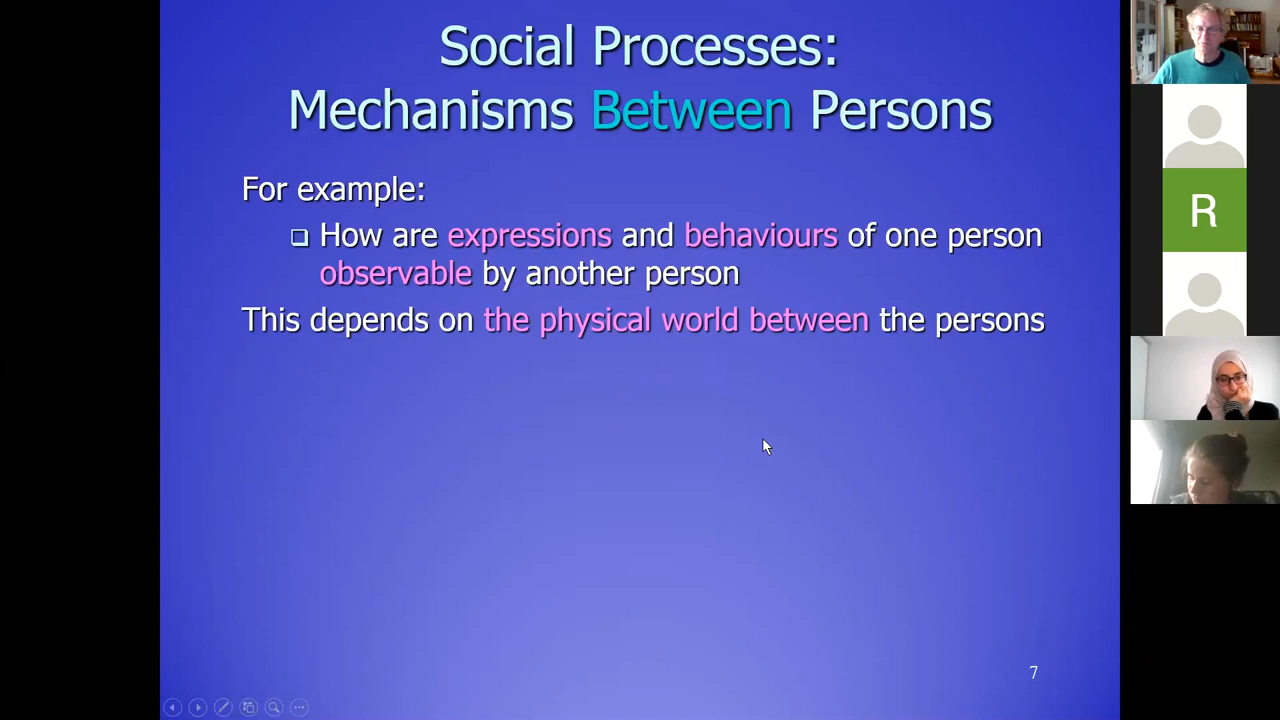 Social Processes:
Mechanisms Between Persons
For example:
How are expressions and behaviours of one person
observable by another person
This depends on the physical world between the persons
7
R